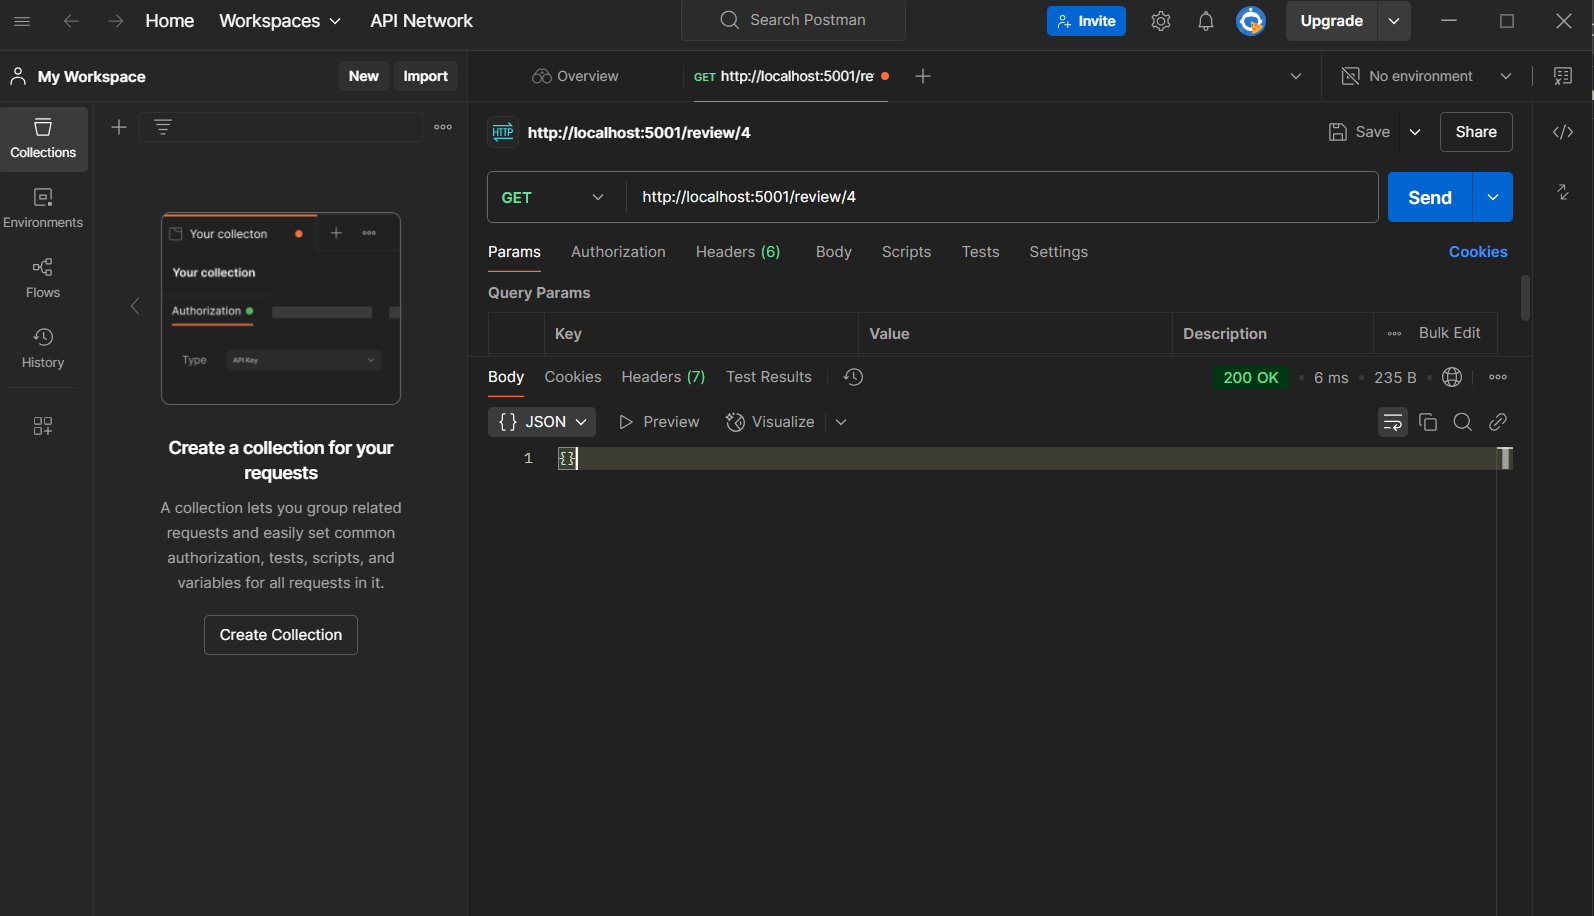 Home
Workspaces
API Network
Search Postman
Invite
Upgrade
My Workspace
New
Import
Overview
GET http://localhost:5001/re
No environment
Collections
Environments
Flows
History
Your collecton
Your collection
Authorization
Type
API Key
Create a collection for your
requests
A collection lets you group related
requests and easily set common
authorization, tests, scripts, and
variables for all requests in it.
Create Collection
HTTP
http://localhost:5001/review/4
Save
Share
GET
http://localhost:5001/review/4
Send
Params
Authorization
Headers (6)
Body
Scripts
Tests
Settings
Cookies
Query Params
Key
Value
Description
Bulk Edit
Body
Cookies
Headers (7)
Test Results
200 OK
6 ms
235 B
{} JSON
Preview
Visualize
1 {}